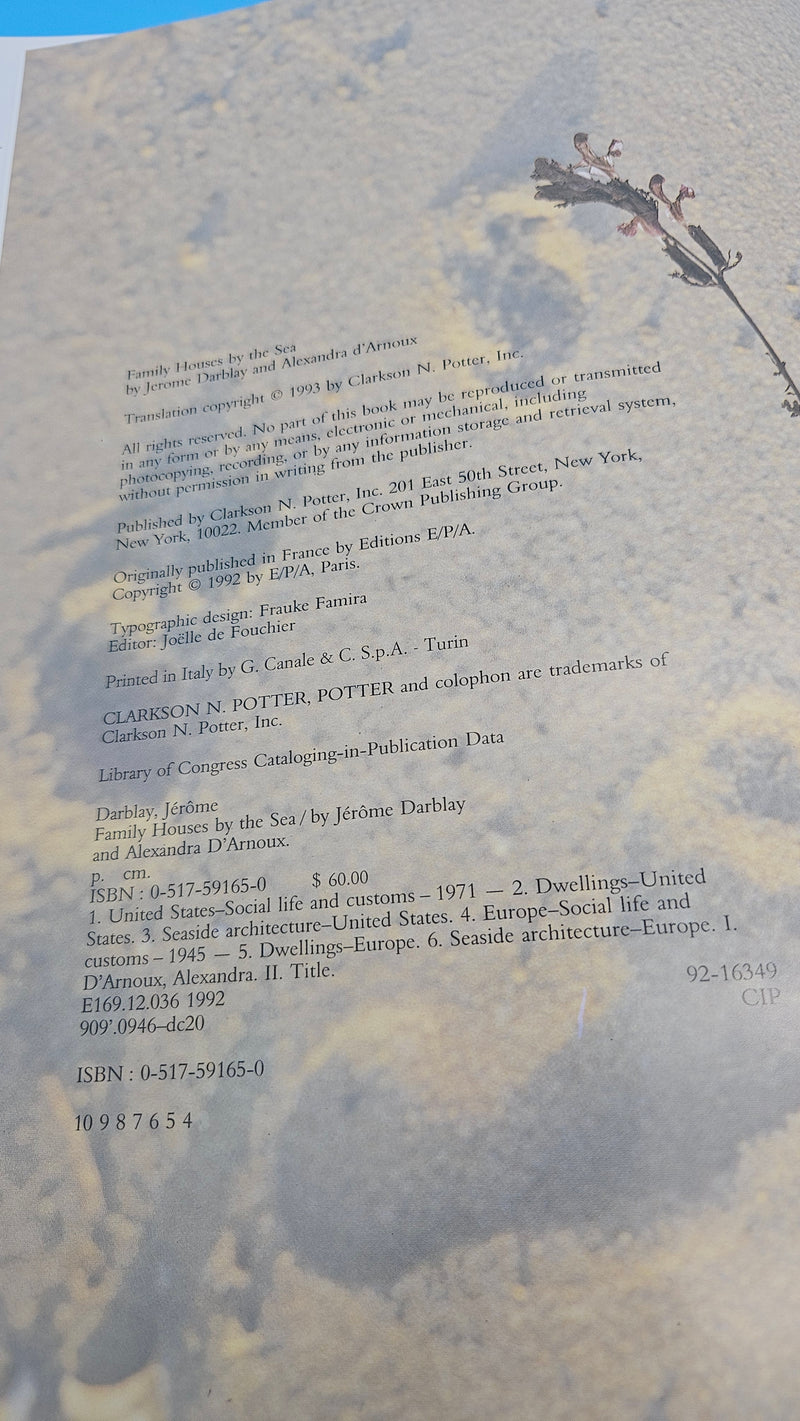 Family Houses by the Sea
by Jerome Darblay and Alexandra d'Arnoux
Translation copyright © 1993 by Clarkson N. Potter, Inc.
All rights reserved. No part of this book may be reproduced or transmitted
in any form or by any means, electronic or mechanical, including
photocopying, recording, or by any information storage and retrieval system,
without permission in writing from the publisher.
Published by Clarkson N. Potter, Inc. 201 East 50th Street, New York,
New York, 10022. Member of the Crown Publishing Group.
Originally published in France by Editions E/P/A.
Copyright © 1992 by E/P/A, Paris.
Typographic design: Frauke Famira
Editor: Joëlle de Fouchier
Printed in Italy by G. Canale & C. S.p.A. - Turin
CLARKSON N. POTTER, POTTER and colophon are trademarks of
Clarkson N. Potter, Inc.
Library of Congress Cataloging-in-Publication Data
Darblay, Jérôme
Family Houses by the Sea / by Jérôme Darblay
and Alexandra D'Arnoux.
p. cm.
ISBN : 0-517-59165-0 $ 60.00
1. United States–Social life and customs – 1971 — 2. Dwellings–United
States. 3. Seaside architecture–United States. 4. Europe–Social life and
customs – 1945 — 5. Dwellings–Europe. 6. Seaside architecture–Europe. I.
D'Arnoux, Alexandra. II. Title.
E169.12.036 1992
909'.0946–dc20
92-16349
CIP
ISBN : 0-517-59165-0
10 9 8 7 6 5 4